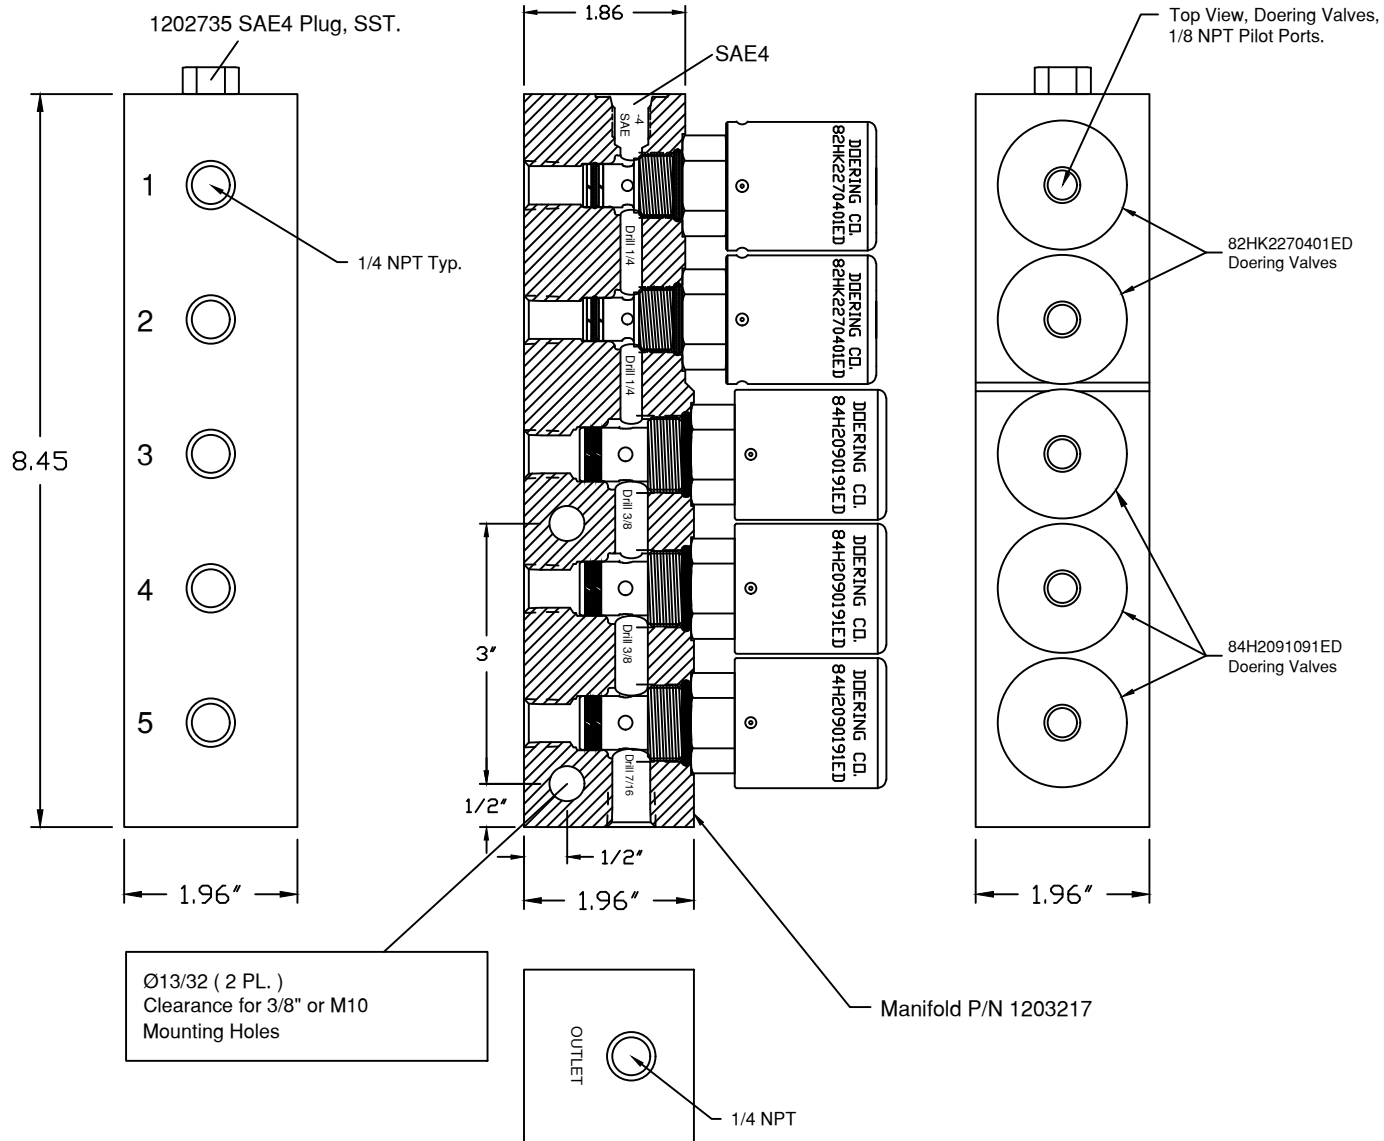 1202735 SAE4 Plug, SST.
1.86
SAE4
Top View, Doering Valves,
1/8 NPT Pilot Ports.
-4
SAE
1
1/4 NPT Typ.
2
3
4
5
8.45
1.96"
Drill 1/4
Drill 1/4
Drill 3/8
Drill 3/8
Drill 7/16
DOERING CO.
82HK2270401ED
DOERING CO.
82HK2270401ED
DOERING CO.
84H2090191ED
DOERING CO.
84H2090191ED
DOERING CO.
84H2090191ED
3"
1/2"
1/2"
1.96"
82HK2270401ED
Doering Valves
84H2091091ED
Doering Valves
1.96"
Ø13/32 ( 2 PL. )
Clearance for 3/8" or M10
Mounting Holes
Manifold P/N 1203217
OUTLET
1/4 NPT